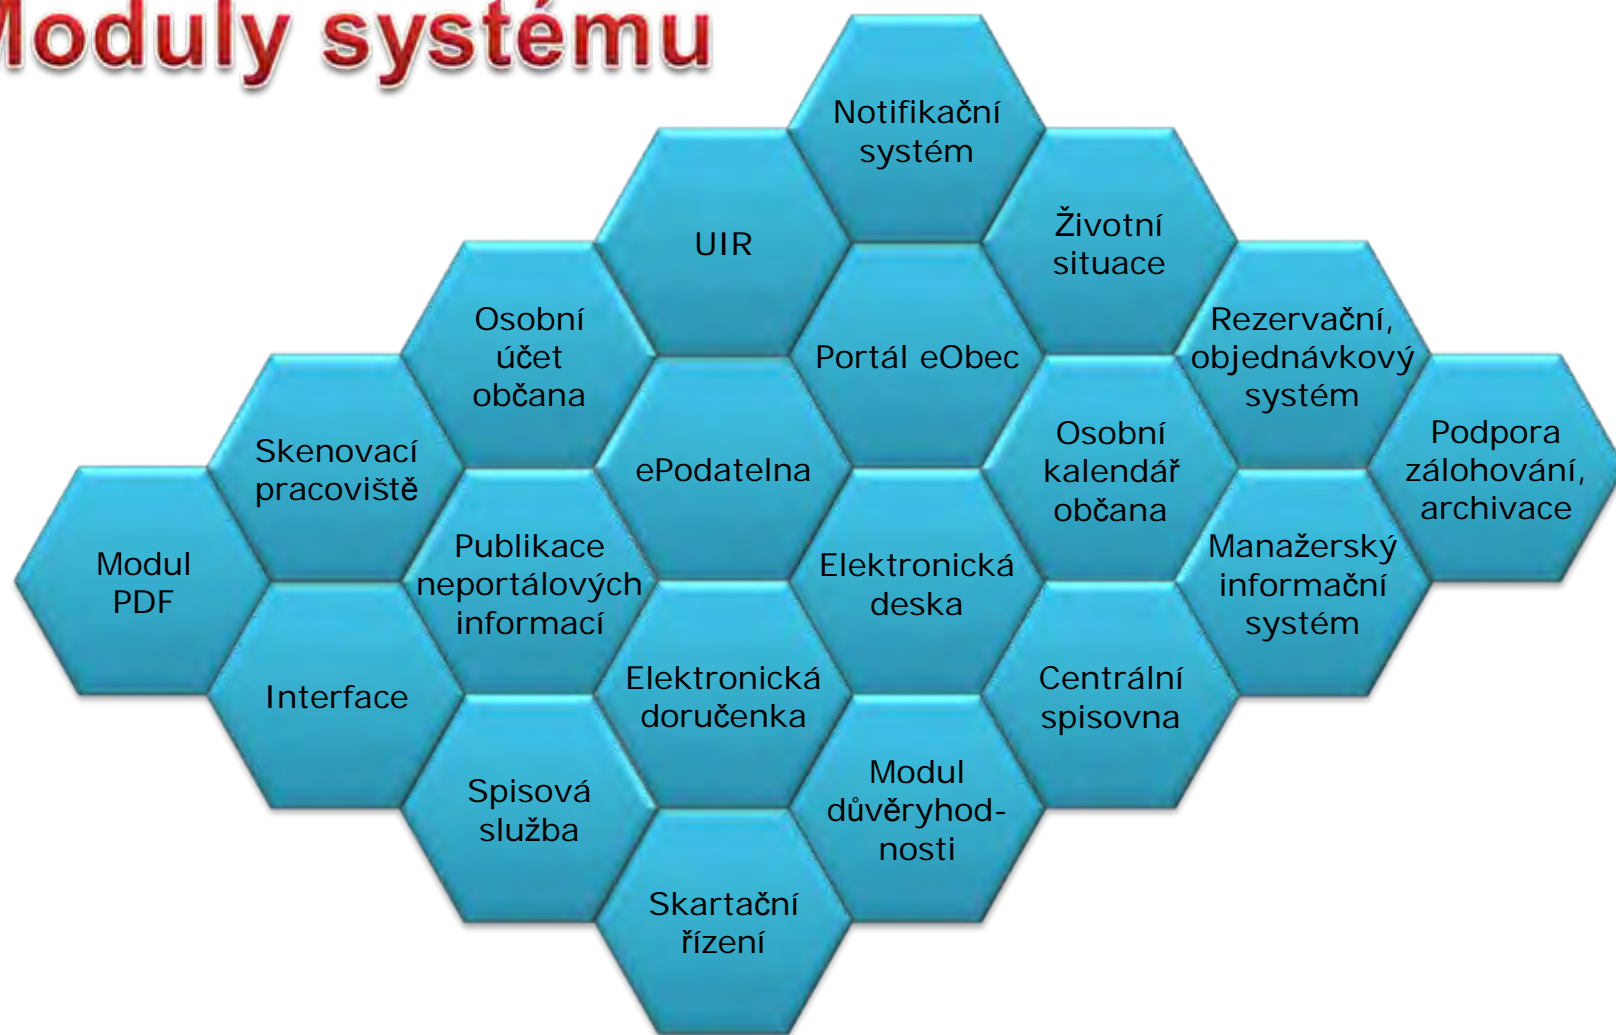 Moduly systému
Notifikační
systém
UIR
Životní
situace
Osobní
účet
občana
Portál eObec
Rezervační,
objednávkový
systém
Skenovací
pracoviště
ePodatelna
Osobní
kalendář
občana
Podpora
zálohování,
archivace
Modul
PDF
Publikace
neportálových
informací
Elektronická
deska
Manažerský
informační
systém
Interface
Elektronická
doručenka
Centrální
spisovna
Spisová
služba
Modul
důvěryhod-
nosti
Skartační
řízení